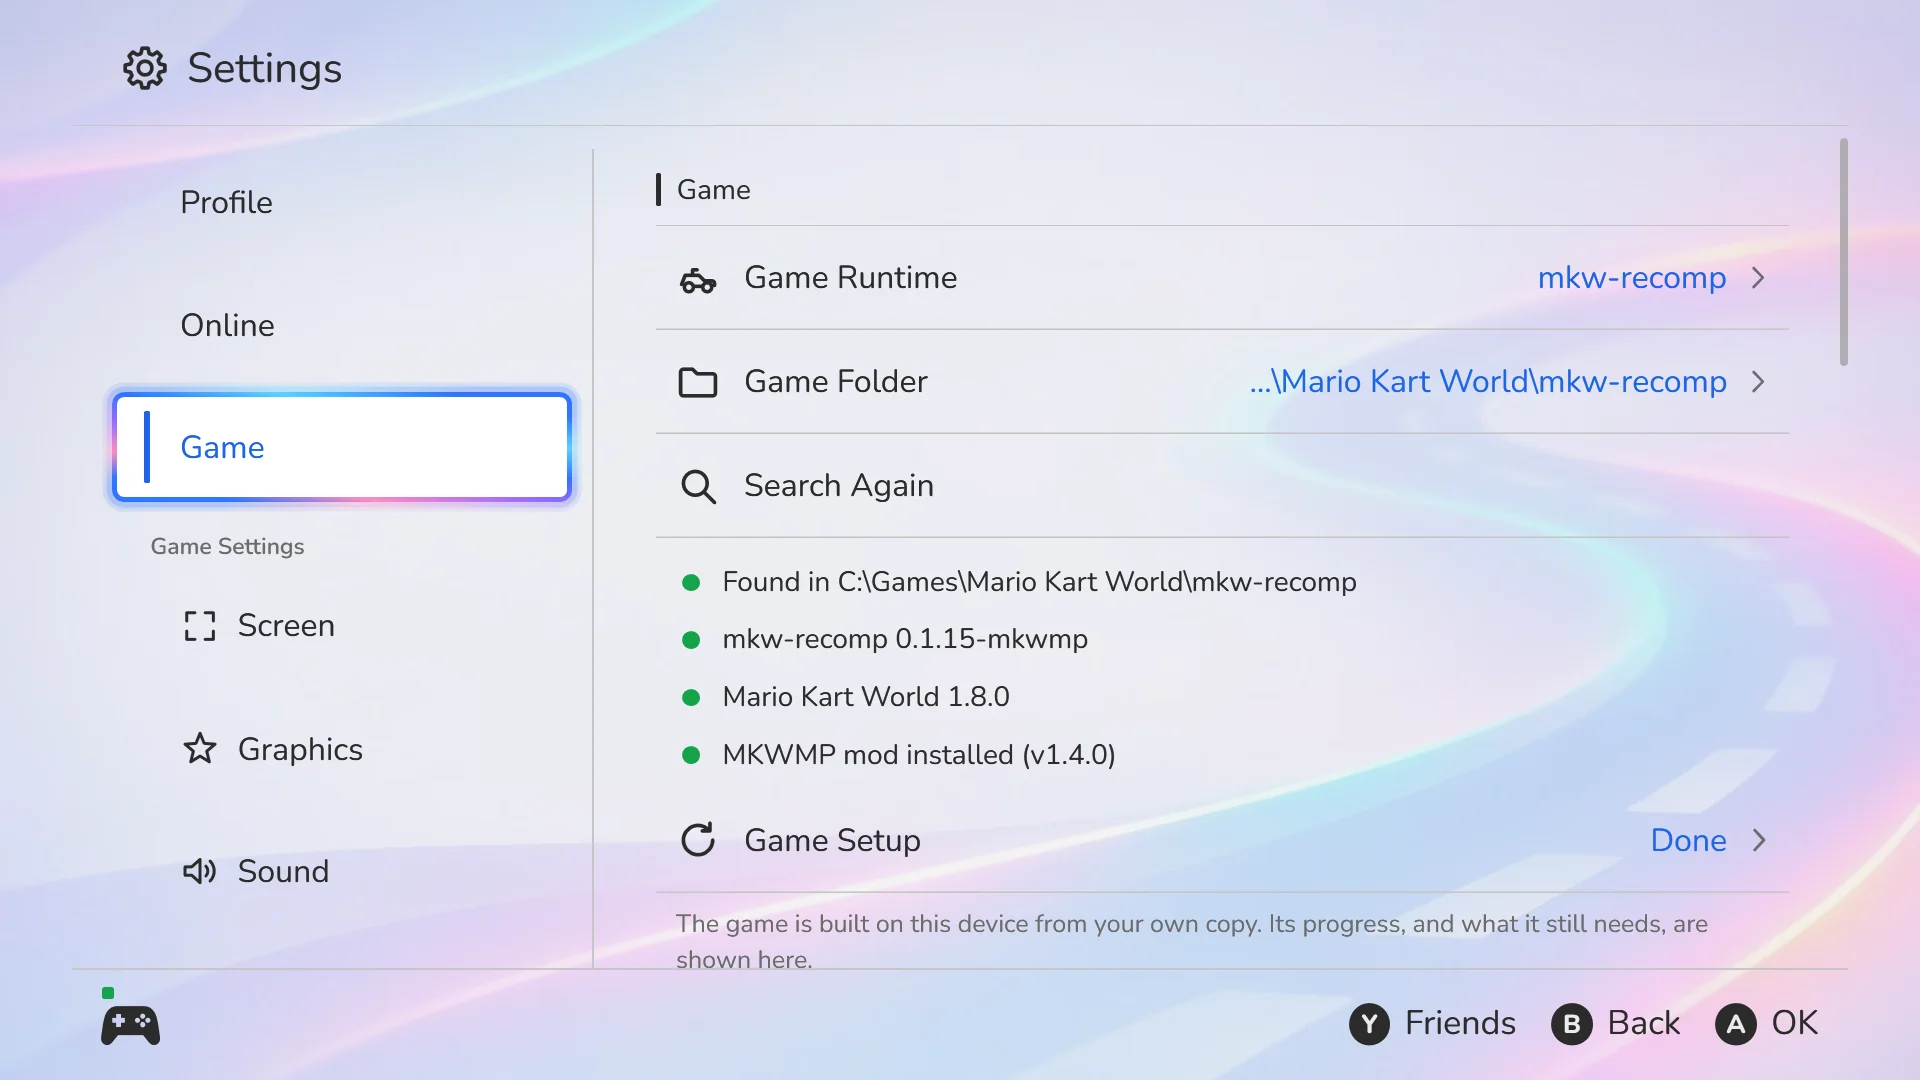 Settings
Profile
Online
Game
Game Settings
Screen
Graphics
Sound
Game
Game Runtime
mkw-recomp
Game Folder
...\Mario Kart World\mkw-recomp
Search Again
Found in C:\Games\Mario Kart World\mkw-recomp
mkw-recomp 0.1.15-mkwmp
Mario Kart World 1.8.0
MKWMP mod installed (v1.4.0)
Game Setup
Done
The game is built on this device from your own copy. Its progress, and what it still needs, are
shown here.
Y Friends
B Back
A OK